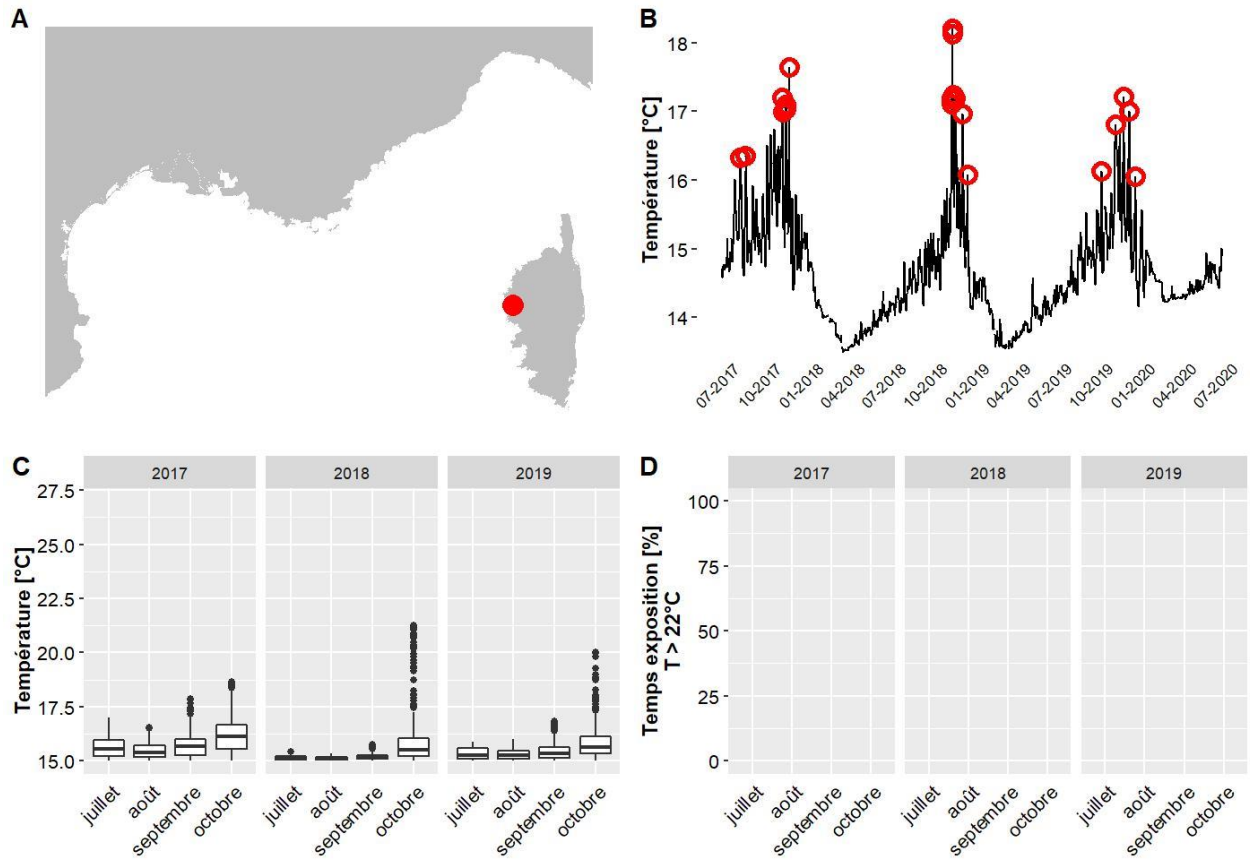 A
B
Température [°C]
18
17
16
15
14
07-2017
10-2017
01-2018
04-2018
07-2018
10-2018
01-2019
04-2019
07-2019
10-2019
01-2020
04-2020
07-2020
C
2017
2018
2019
Température [°C]
27.5
25.0
22.5
20.0
17.5
15.0
juillet
août
septembre
octobre
juillet
août
septembre
octobre
juillet
août
septembre
octobre
D
2017
2018
2019
Temps exposition [%]
T > 22°C
100
75
50
25
0
juillet
août
septembre
octobre
juillet
août
septembre
octobre
juillet
août
septembre
octobre